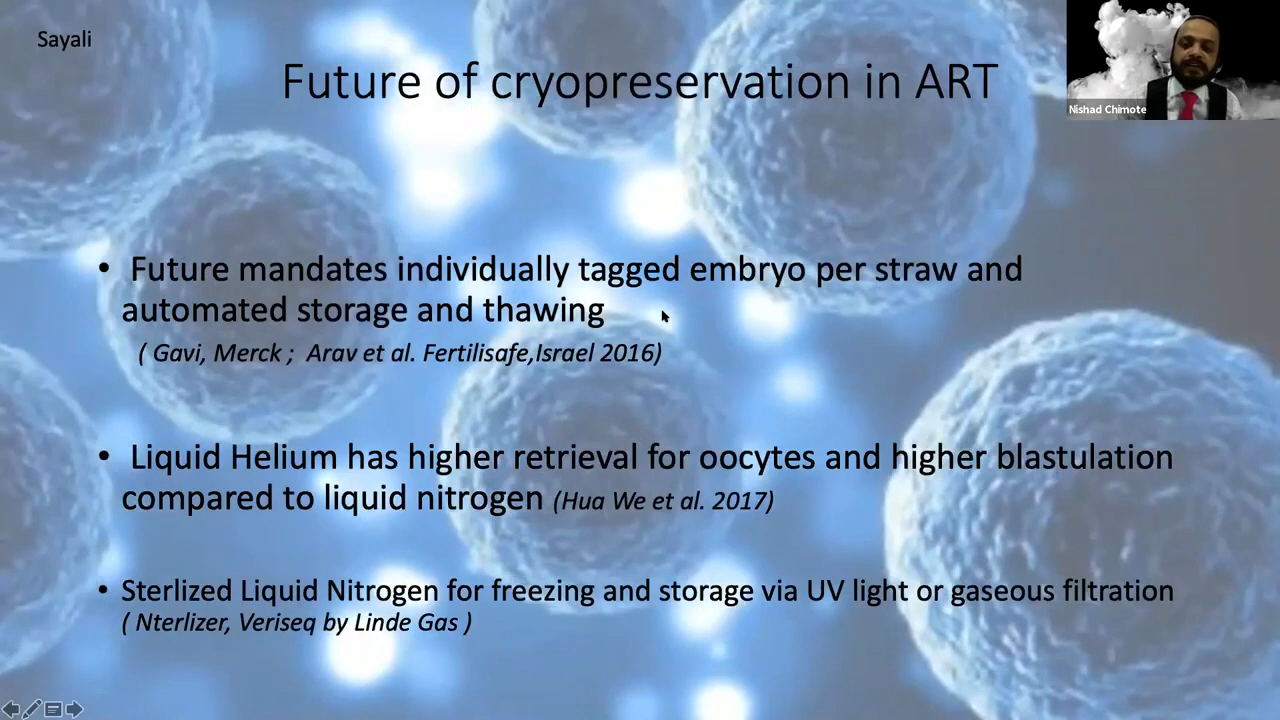 Sayali
Future of cryopreservation in ART
Nishad Chimote
• Future mandates individually tagged embryo per straw and
automated storage and thawing
( Gavi, Merck ; Arav et al. Fertilisafe,Israel 2016)
• Liquid Helium has higher retrieval for oocytes and higher blastulation
compared to liquid nitrogen (Hua We et al. 2017)
• Sterlized Liquid Nitrogen for freezing and storage via UV light or gaseous filtration
( Nterlizer, Veriseq by Linde Gas )